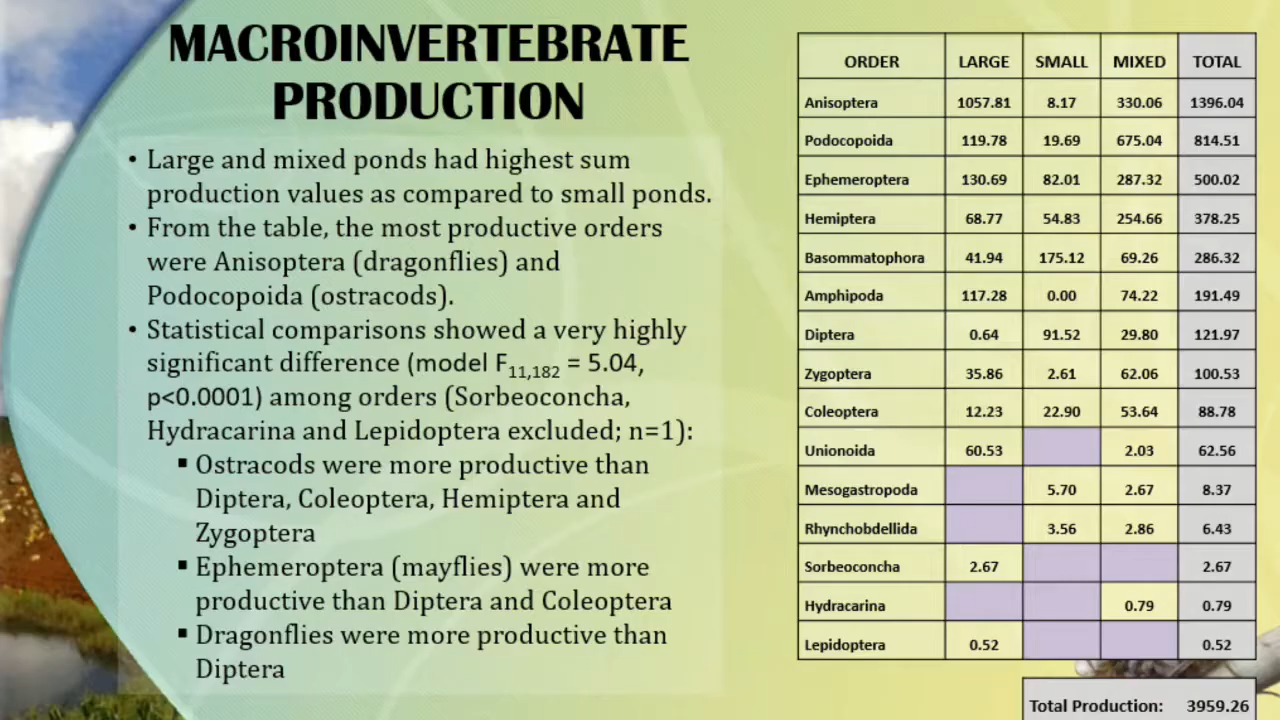 MACROINVERTEBRATE
PRODUCTION
• Large and mixed ponds had highest sum
production values as compared to small ponds.
• From the table, the most productive orders
were Anisoptera (dragonflies) and
Podocopoida (ostracods).
• Statistical comparisons showed a very highly
significant difference (model F11,182 = 5.04,
p<0.0001) among orders (Sorbeoconcha,
Hydracarina and Lepidoptera excluded; n=1):
▪ Ostracods were more productive than
Diptera, Coleoptera, Hemiptera and
Zygoptera
▪ Ephemeroptera (mayflies) were more
productive than Diptera and Coleoptera
▪ Dragonflies were more productive than
Diptera
ORDER LARGE SMALL MIXED TOTAL
Anisoptera 1057.81 8.17 330.06 1396.04
Podocopoida 119.78 19.69 675.04 814.51
Ephemeroptera 130.69 82.01 287.32 500.02
Hemiptera 68.77 54.83 254.66 378.25
Basommatophora 41.94 175.12 69.26 286.32
Amphipoda 117.28 0.00 74.22 191.49
Diptera 0.64 91.52 29.80 121.97
Zygoptera 35.86 2.61 62.06 100.53
Coleoptera 12.23 22.90 53.64 88.78
Unionoida 60.53 2.03 62.56
Mesogastropoda 5.70 2.67 8.37
Rhynchobdellida 3.56 2.86 6.43
Sorbeoconcha 2.67 2.67
Hydracarina 0.79 0.79
Lepidoptera 0.52 0.52
Total Production: 3959.26